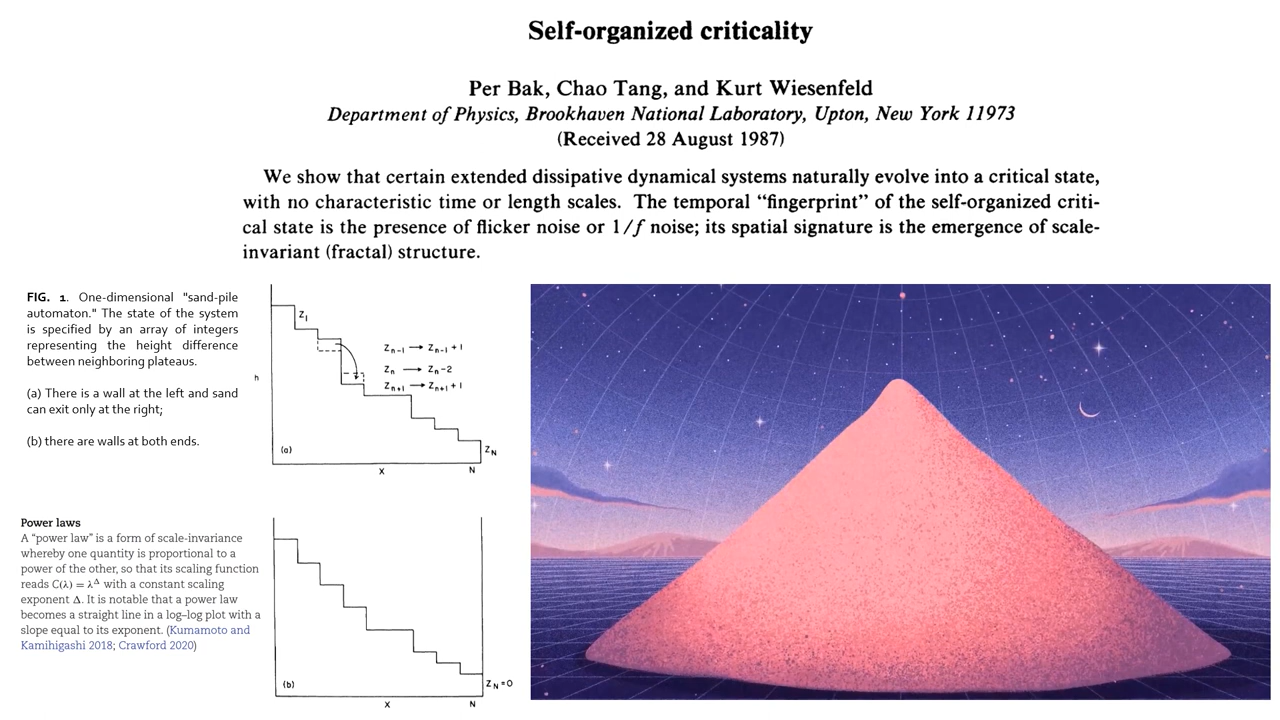 Self-organized criticality
Per Bak, Chao Tang, and Kurt Wiesenfeld
Department of Physics, Brookhaven National Laboratory, Upton, New York 11973
(Received 28 August 1987)
We show that certain extended dissipative dynamical systems naturally evolve into a critical state,
with no characteristic time or length scales. The temporal “fingerprint” of the self-organized criti-
cal state is the presence of flicker noise or 1/f noise; its spatial signature is the emergence of scale-
invariant (fractal) structure.
FIG. 1. One-dimensional "sand-pile
automaton." The state of the system
is specified by an array of integers
representing the height difference
between neighboring plateaus.
(a) There is a wall at the left and sand
can exit only at the right;
(b) there are walls at both ends.
Z₁
Zₙ₋₁ → Zₙ₋₁ + 1
Zₙ → Zₙ – 2
Zₙ₊₁ → Zₙ₊₁ + 1
h
(a)
Z_N
X N
Power laws
A “power law” is a form of scale-invariance
whereby one quantity is proportional to a
power of the other, so that its scaling function
reads C(λ) = λ^Δ with a constant scaling
exponent Δ. It is notable that a power law
becomes a straight line in a log–log plot with a
slope equal to its exponent. (Kumamoto and
Kamihigashi 2018; Crawford 2020)
(b)
Z_N = 0
X N